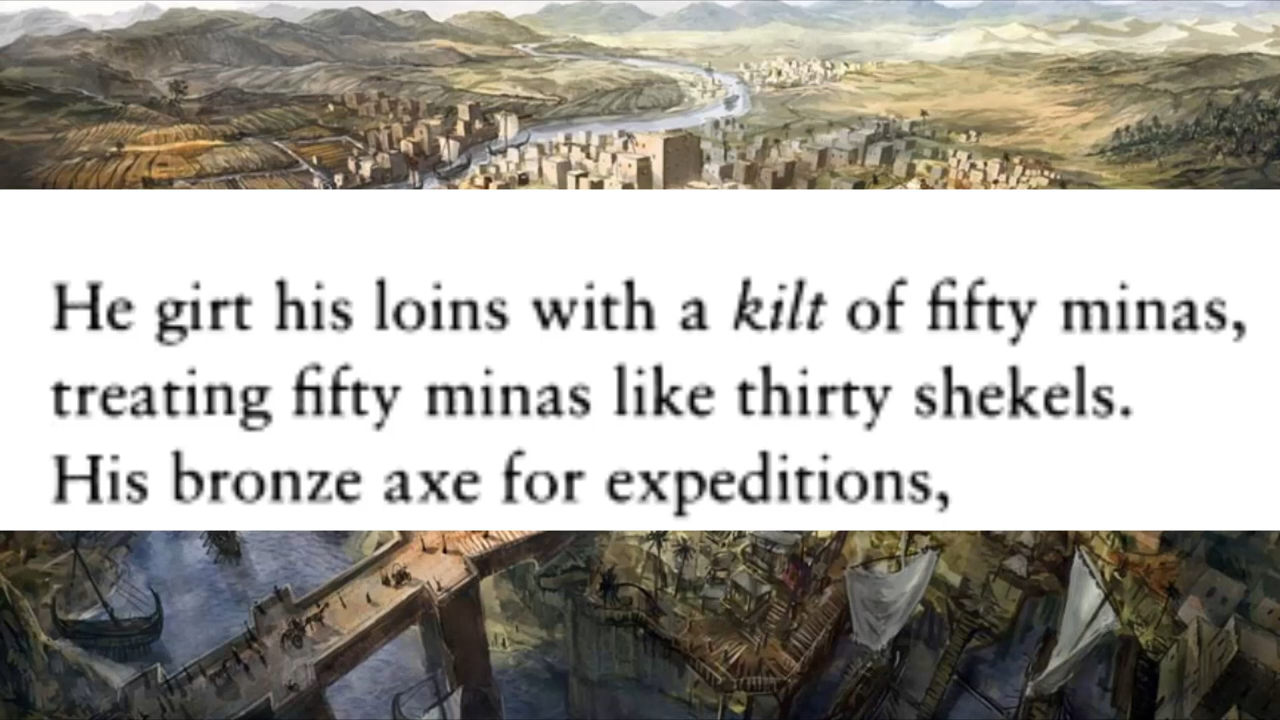 He girt his loins with a kilt of fifty minas,
treating fifty minas like thirty shekels.
His bronze axe for expeditions,